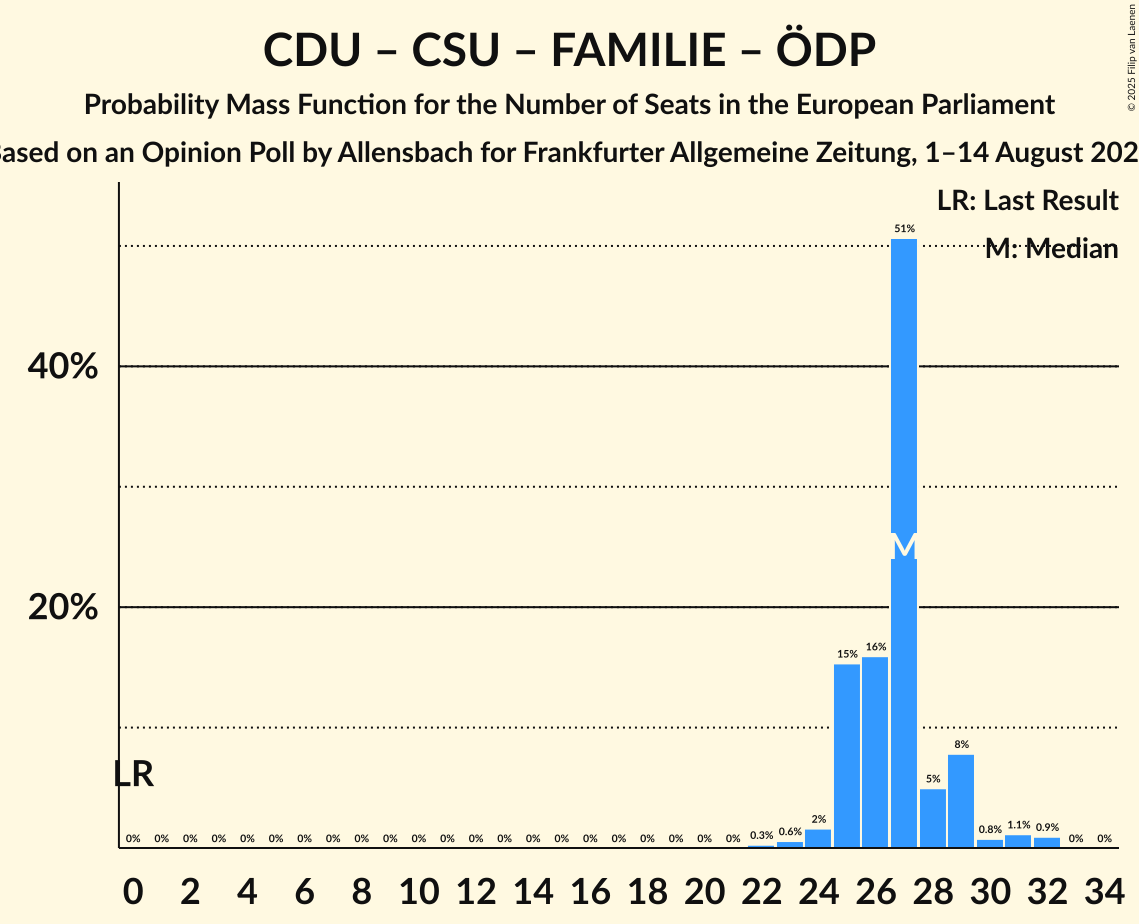 CDU – CSU – FAMILIE – ÖDP
Probability Mass Function for the Number of Seats in the European Parliament
Based on an Opinion Poll by Allensbach for Frankfurter Allgemeine Zeitung, 1–14 August 202
© 2025 Filip van Laenen
LR: Last Result
M: Median
51%
40%
M
20%
15% 16%
LR
8%
5%
2%
0% 0% 0% 0% 0% 0% 0% 0% 0% 0% 0% 0% 0% 0% 0% 0% 0% 0% 0% 0% 0% 0% 0.3% 0.6% 0.8% 1.1% 0.9% 0% 0%
0 2 4 6 8 10 12 14 16 18 20 22 24 26 28 30 32 34